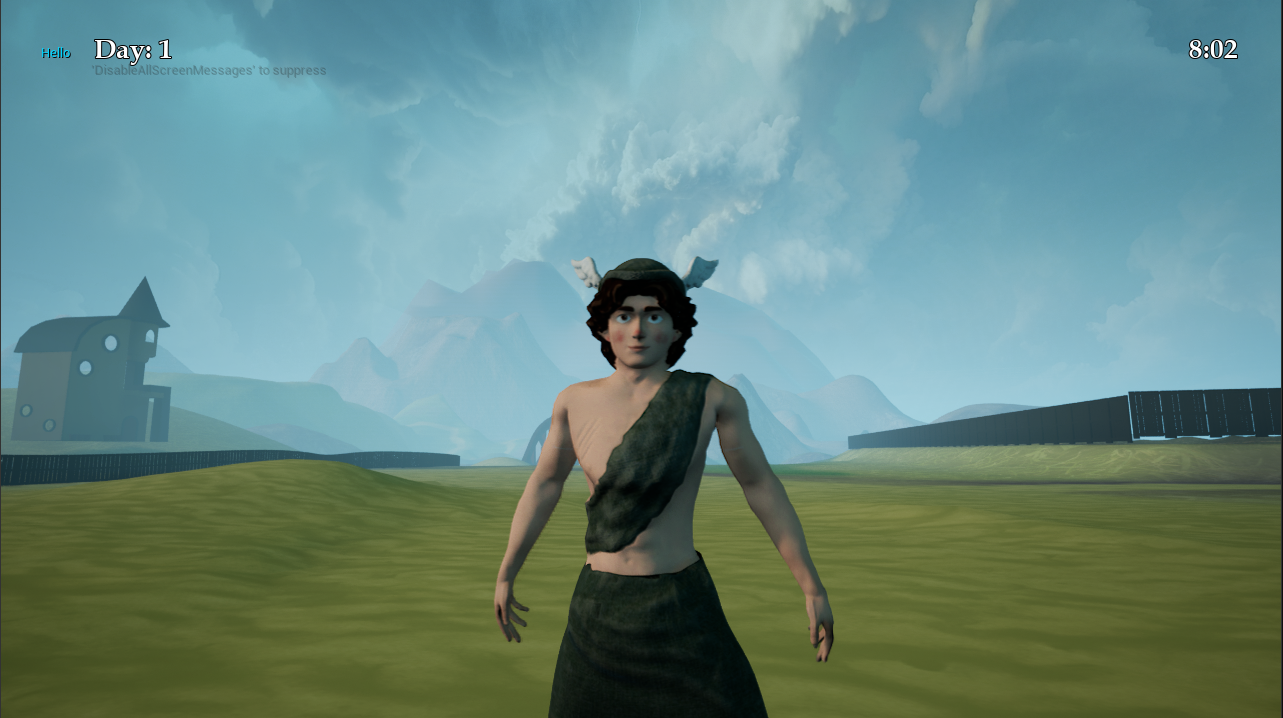 Hello Day: 1 8:02
'DisableAllScreenMessages' to suppress